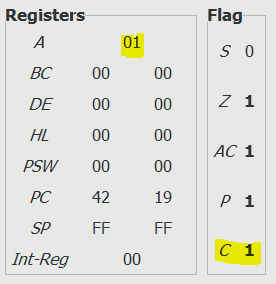 Registers
A 01
BC 00 00
DE 00 00
HL 00 00
PSW 00 00
PC 42 19
SP FF FF
Int-Reg 00
Flag
S 0
Z 1
AC 1
P 1
C 1